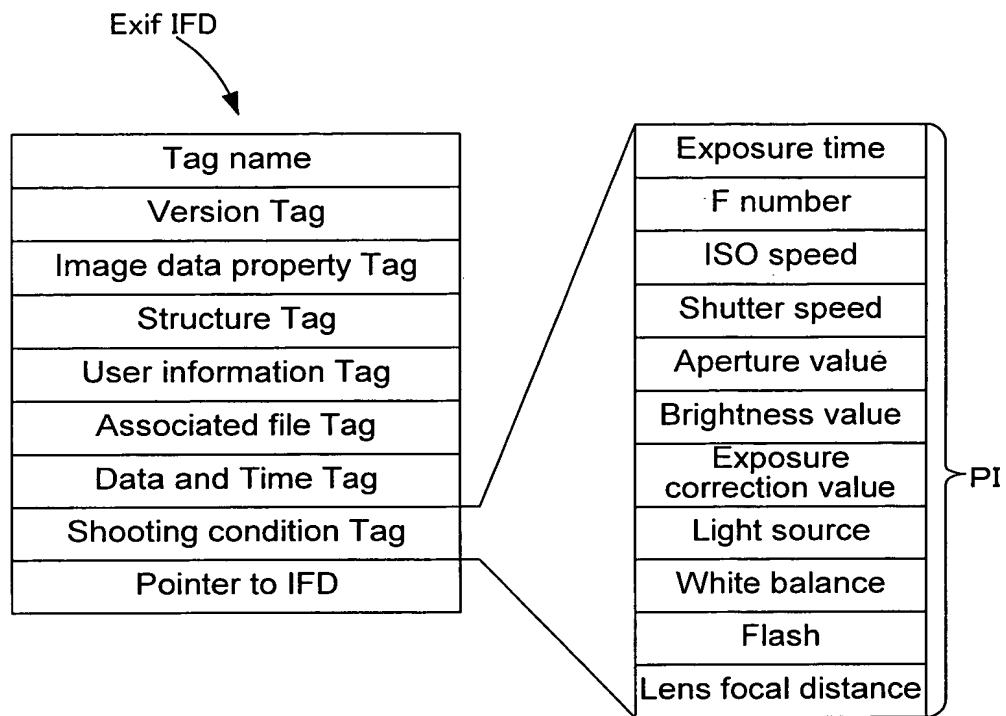 Exif IFD
Tag name
Version Tag
Image data property Tag
Structure Tag
User information Tag
Associated file Tag
Data and Time Tag
Shooting condition Tag
Pointer to IFD
Exposure time
F number
ISO speed
Shutter speed
Aperture value
Brightness value
Exposure
correction value
Light source
White balance
Flash
Lens focal distance
PI